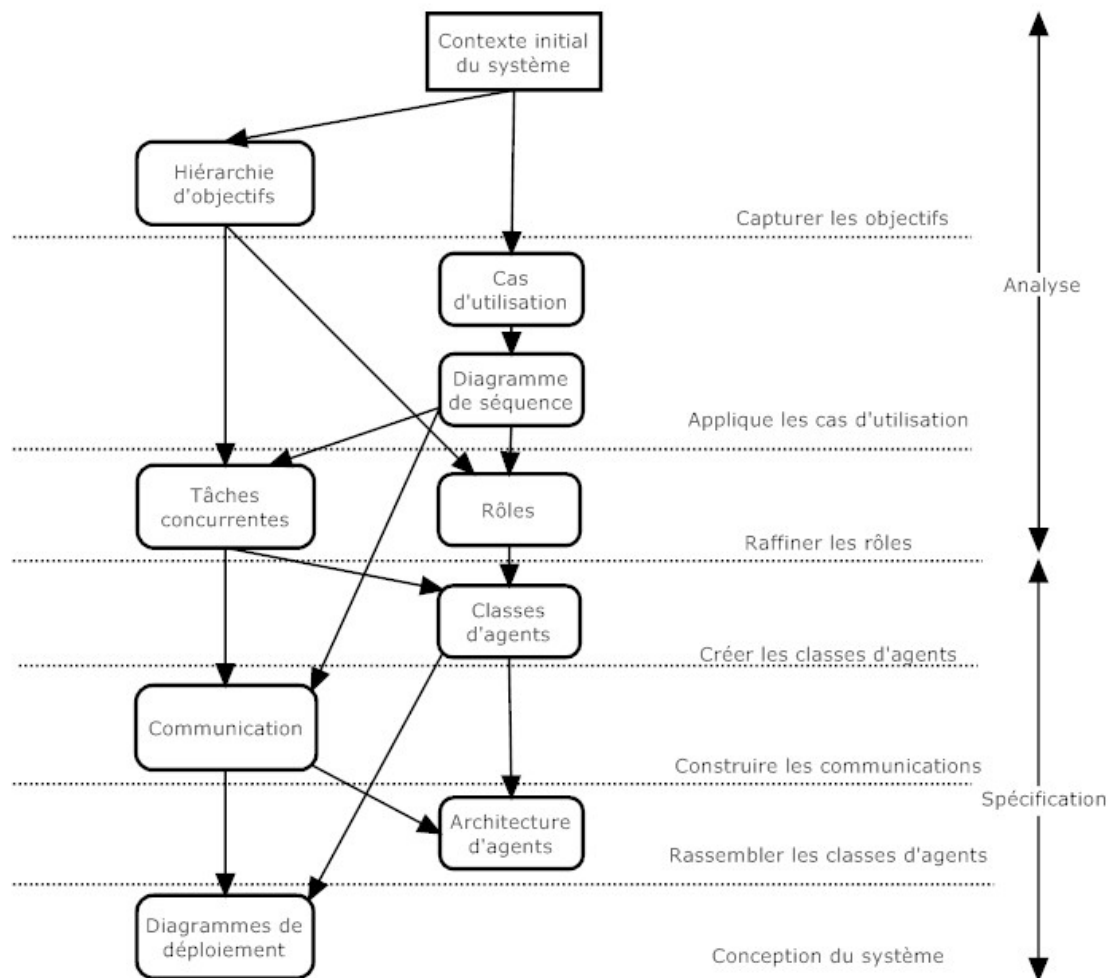 Contexte initial
du système
Hiérarchie
d'objectifs
Capturer les objectifs
Cas
d'utilisation
Analyse
Diagramme
de séquence
Applique les cas d'utilisation
Tâches
concurrentes
Rôles
Raffiner les rôles
Classes
d'agents
Créer les classes d'agents
Communication
Construire les communications
Spécification
Architecture
d'agents
Rassembler les classes d'agents
Diagrammes de
déploiement
Conception du système